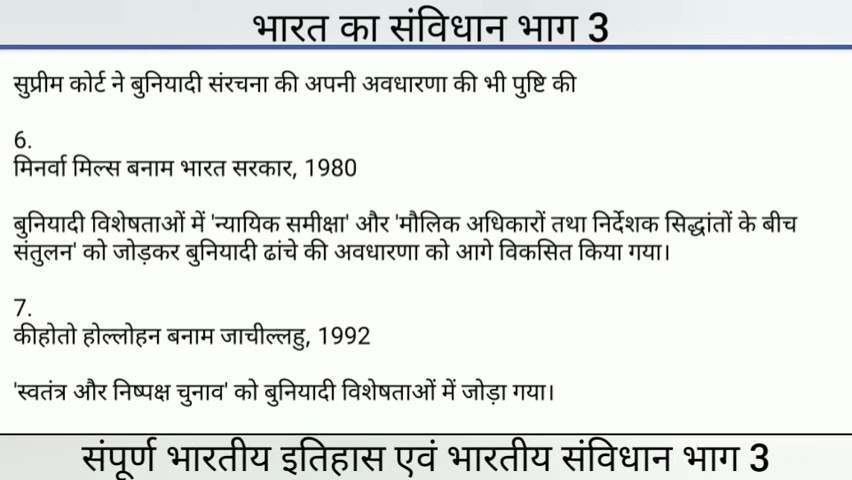 भारत का संविधान भाग 3
सुप्रीम कोर्ट ने बुनियादी संरचना की अपनी अवधारणा की भी पुष्टि की
6.
मिनर्वा मिल्स बनाम भारत सरकार, 1980
बुनियादी विशेषताओं में 'न्यायिक समीक्षा' और 'मौलिक अधिकारों तथा निर्देशक सिद्धांतों के बीच
संतुलन' को जोड़कर बुनियादी ढांचे की अवधारणा को आगे विकसित किया गया।
7.
कीहोतो होल्लोहन बनाम जाचील्लहु, 1992
'स्वतंत्र और निष्पक्ष चुनाव' को बुनियादी विशेषताओं में जोड़ा गया।
संपूर्ण भारतीय इतिहास एवं भारतीय संविधान भाग 3